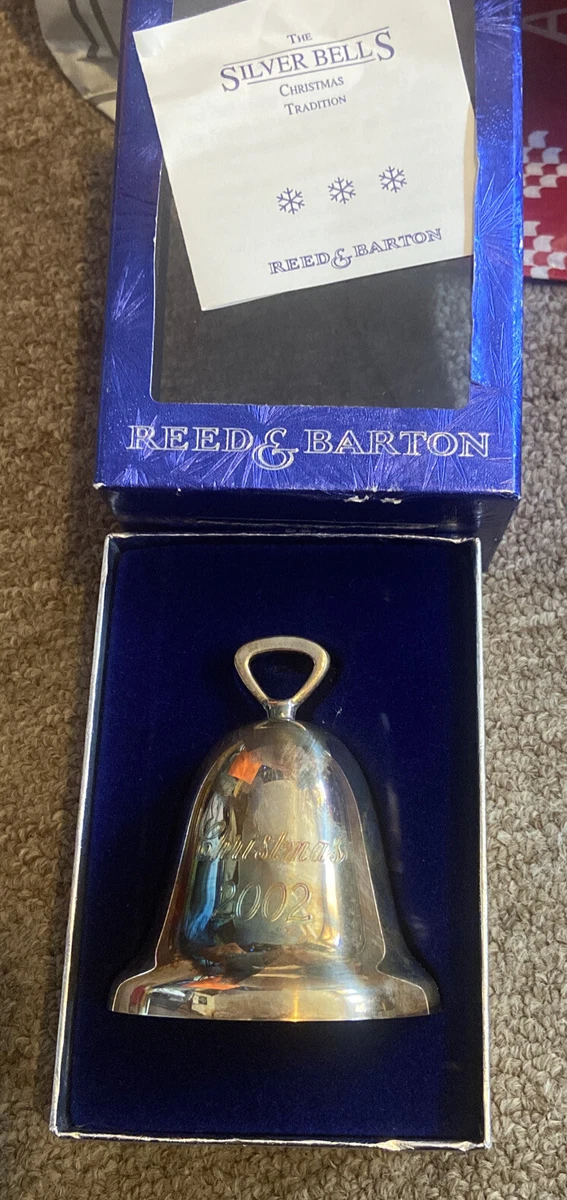 THE
SILVER BELLS
CHRISTMAS
TRADITION
REED & BARTON
REED & BARTON
Christmas
2002